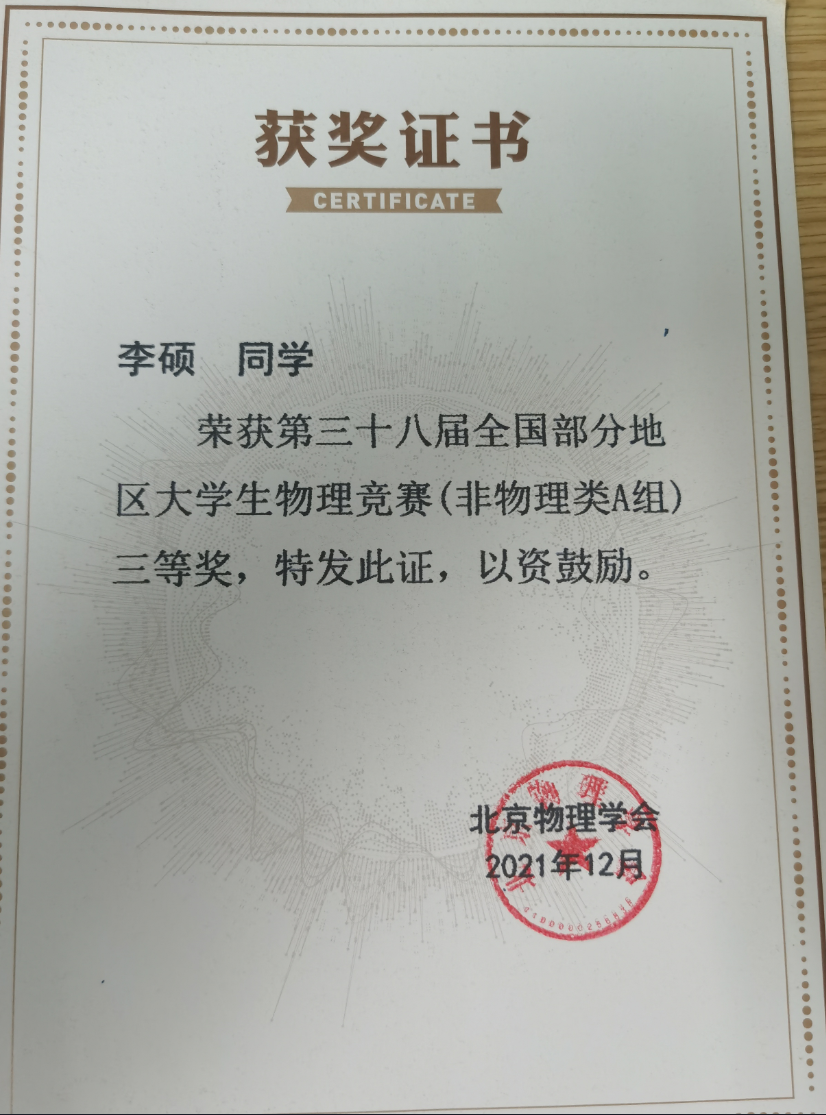 获奖证书
CERTIFICATE
李硕 同学
荣获第三十八届全国部分地
区大学生物理竞赛(非物理类A组)
三等奖，特发此证，以资鼓励。
北京物理学会
2021年12月